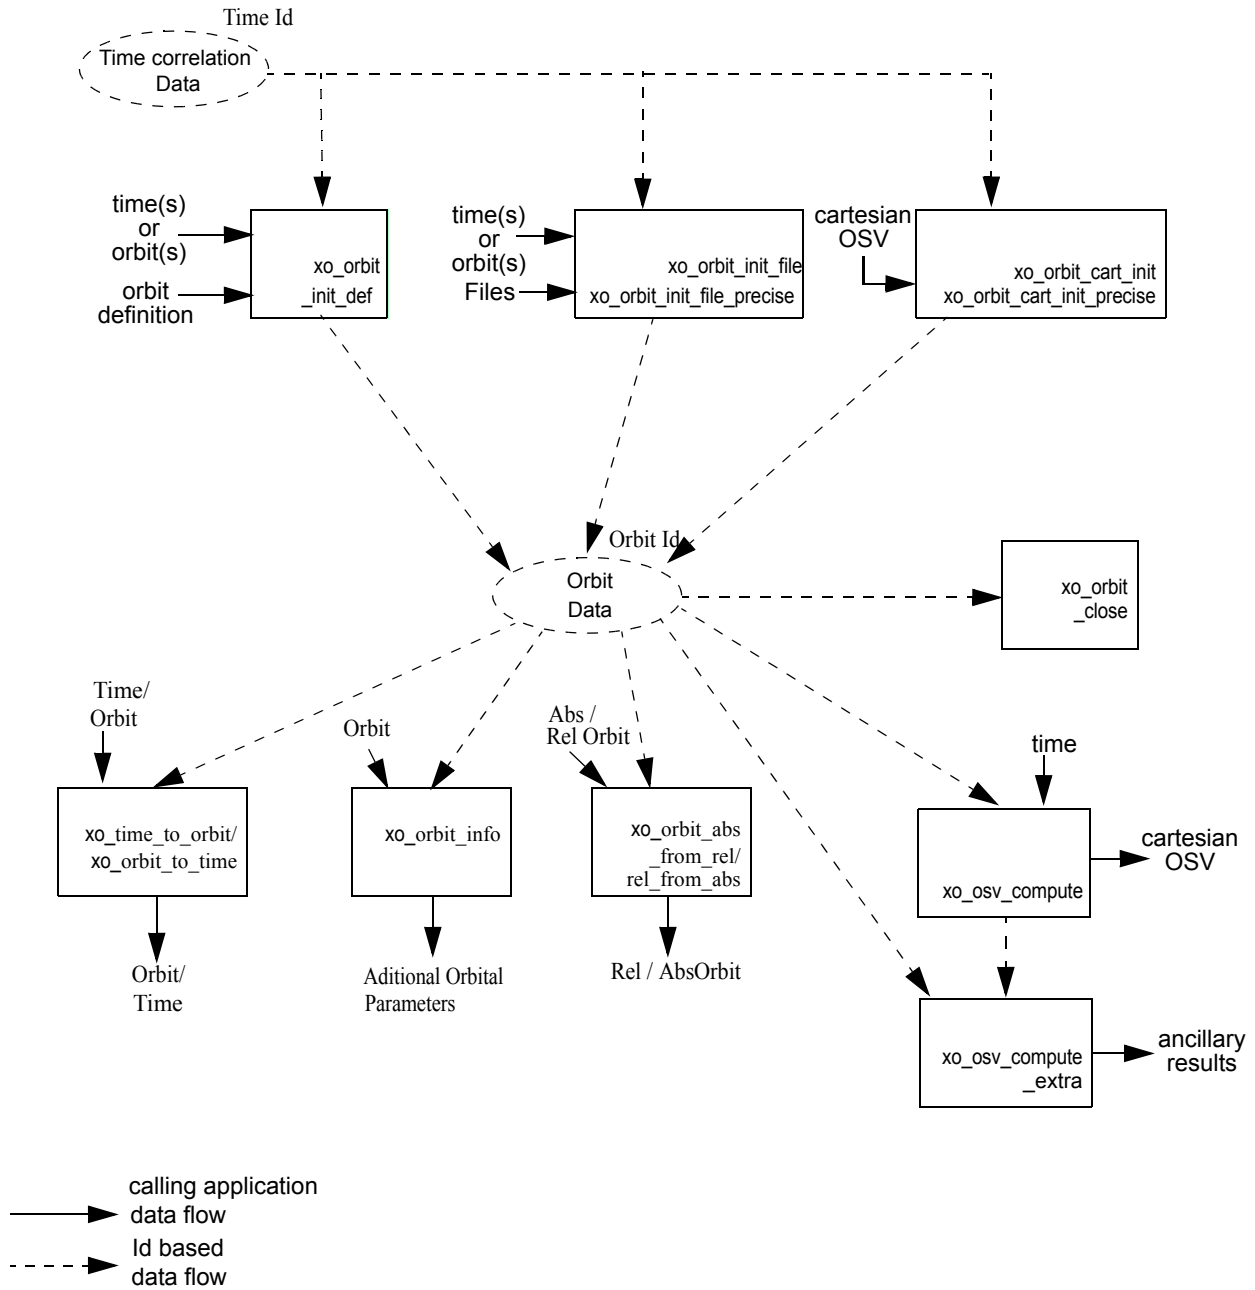 Time Id
Time correlation
Data
time(s)
or
orbit(s)
orbit
definition
xo_orbit
_init_def
time(s)
or
orbit(s)
Files
xo_orbit_init_file
xo_orbit_init_file_precise
cartesian
OSV
xo_orbit_cart_init
xo_orbit_cart_init_precise
Orbit Id
Orbit
Data
xo_orbit
_close
Time/
Orbit
xo_time_to_orbit/
xo_orbit_to_time
Orbit/
Time
Orbit
xo_orbit_info
Aditional Orbital
Parameters
Abs /
Rel Orbit
xo_orbit_abs
_from_rel/
rel_from_abs
Rel / AbsOrbit
time
xo_osv_compute
cartesian
OSV
xo_osv_compute
_extra
ancillary
results
calling application
data flow
Id based
data flow